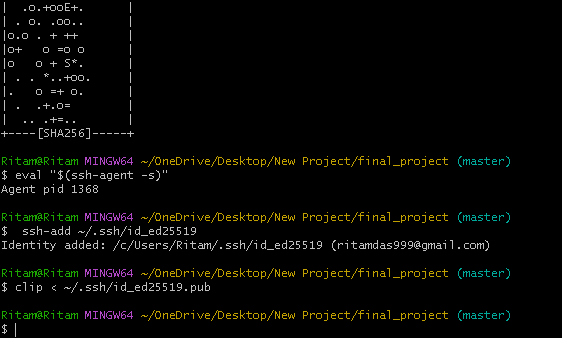 |  .o.+ooE+.      |
| . o. .oo..      |
|o.o . + ++       |
|o+   o =o o      |
|o   o + S*.      |
| . . *..+oo.     |
|.   o =+ o.      |
| .  .+.o=        |
|  .. .+=..       |
+----[SHA256]-----+
Ritam@Ritam MINGW64 ~/OneDrive/Desktop/New Project/final_project (master)
$ eval "$(ssh-agent -s)"
Agent pid 1368
Ritam@Ritam MINGW64 ~/OneDrive/Desktop/New Project/final_project (master)
$  ssh-add ~/.ssh/id_ed25519
Identity added: /c/Users/Ritam/.ssh/id_ed25519 (ritamdas999@gmail.com)
Ritam@Ritam MINGW64 ~/OneDrive/Desktop/New Project/final_project (master)
$ clip < ~/.ssh/id_ed25519.pub
Ritam@Ritam MINGW64 ~/OneDrive/Desktop/New Project/final_project (master)
$